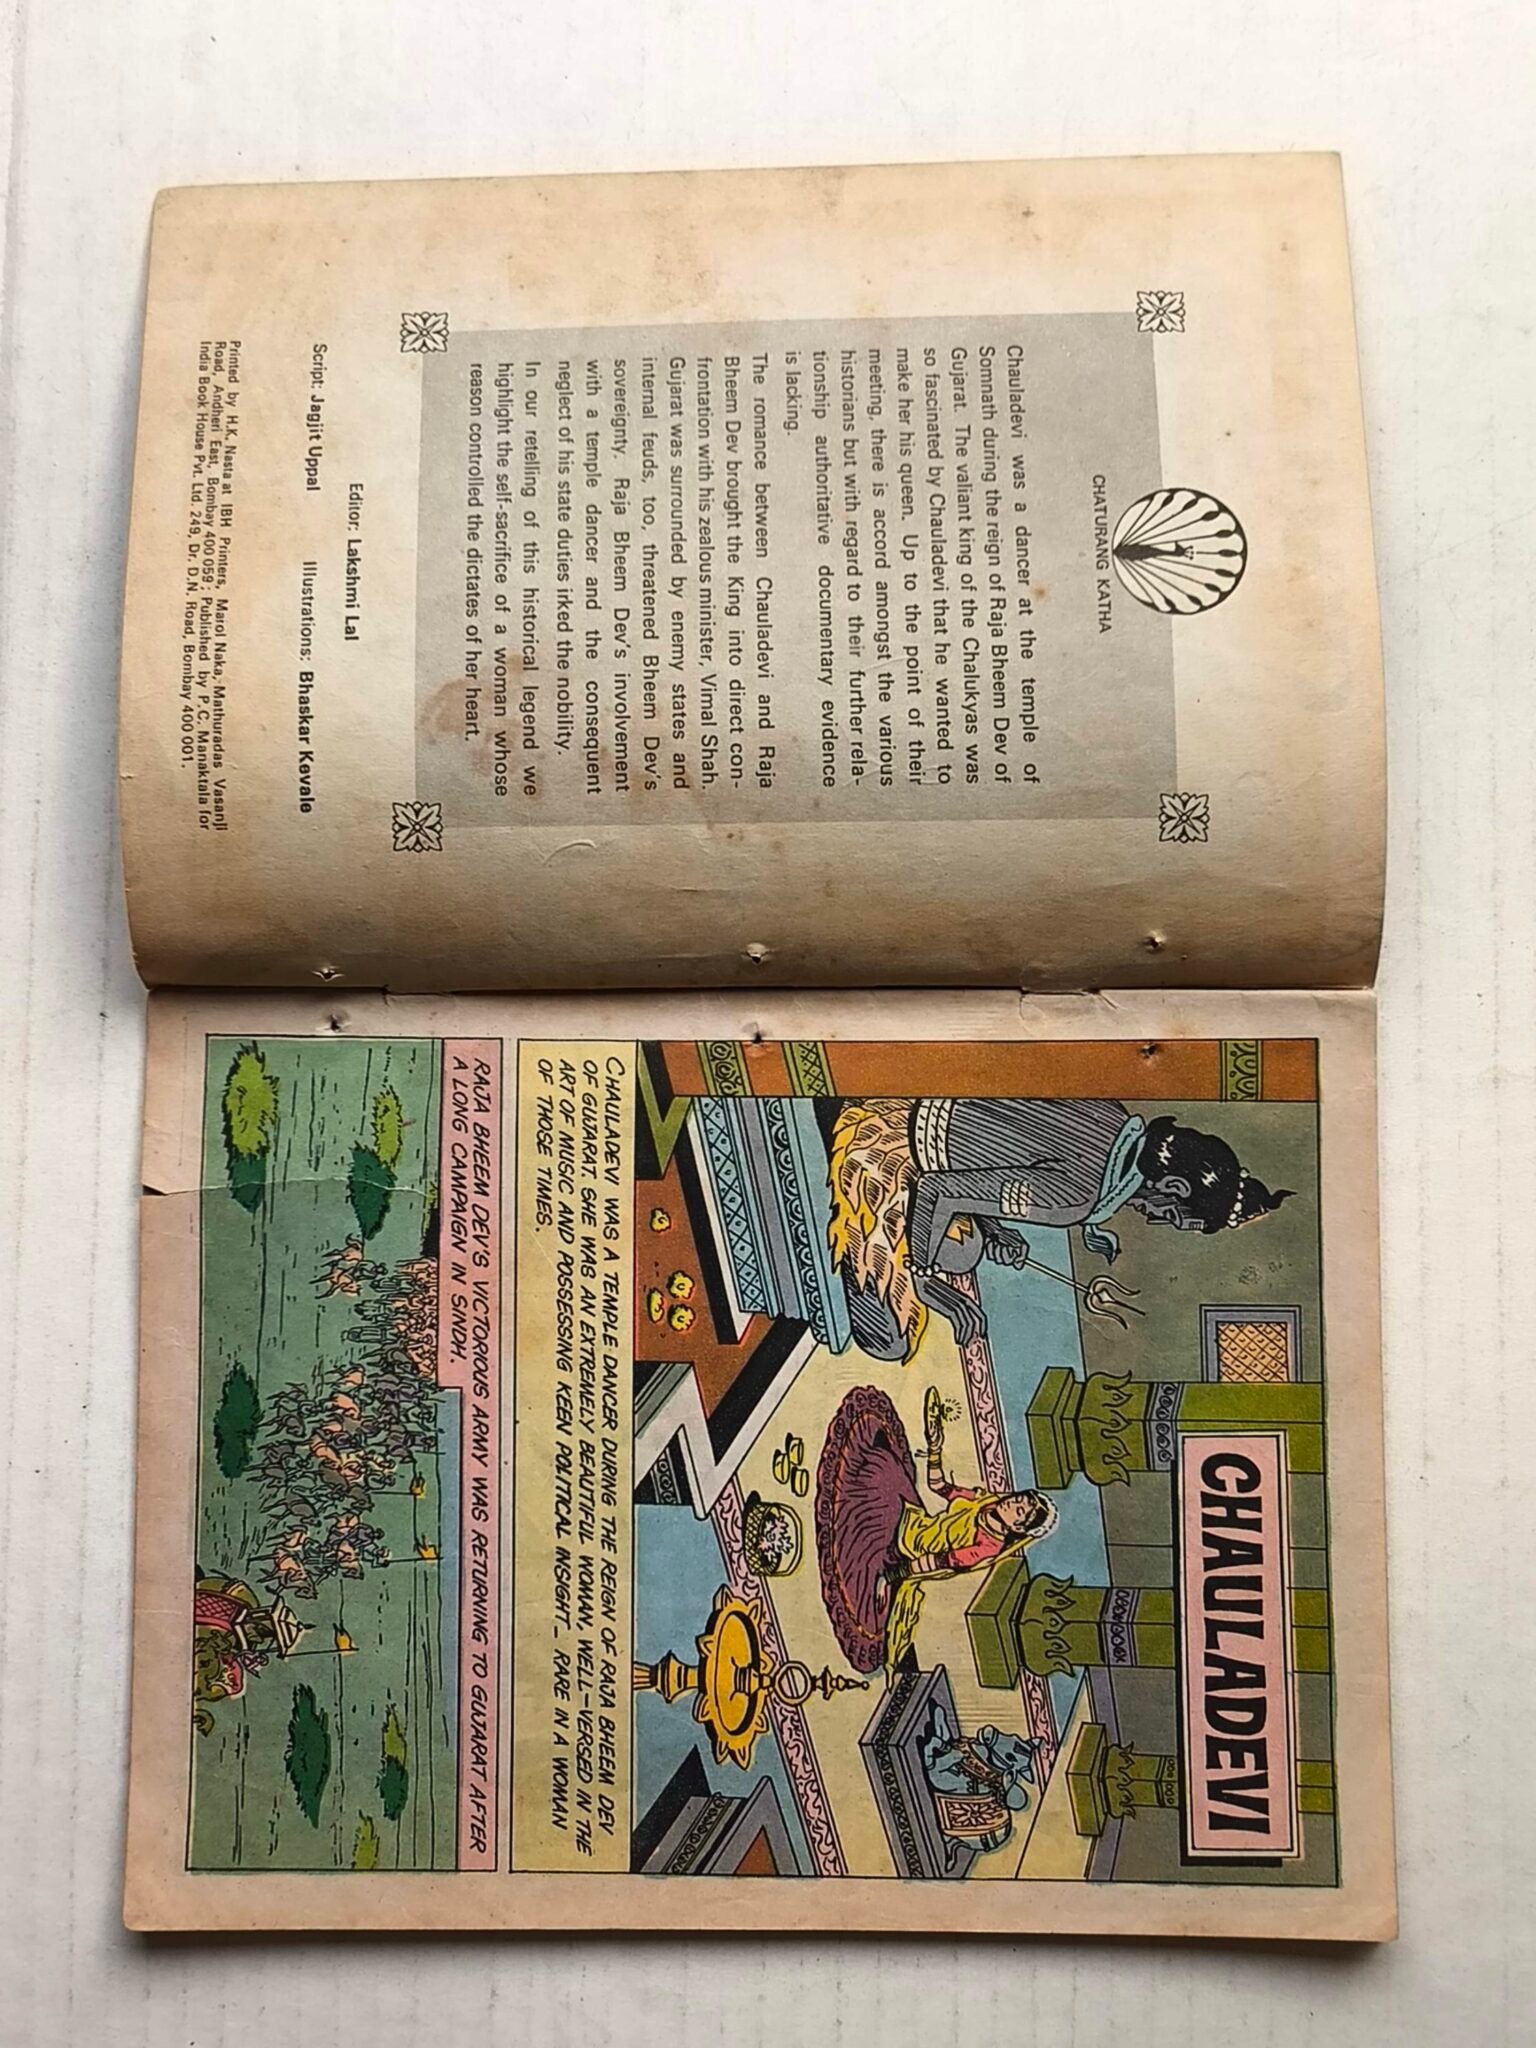 CHATURANG KATHA
Chauladevi was a dancer at the temple of
Somnath during the reign of Raja Bheem Dev of
Gujarat. The valiant king of the Chalukyas was
so fascinated by Chauladevi that he wanted to
make her his queen. Up to the point of their
meeting, there is accord amongst the various
historians but with regard to their further rela-
tionship authoritative documentary evidence
is lacking.
The romance between Chauladevi and Raja
Bheem Dev brought the King into direct con-
frontation with his zealous minister, Vimal Shah.
Gujarat was surrounded by enemy states and
internal feuds, too, threatened Bheem Dev's
sovereignty. Raja Bheem Dev's involvement
with a temple dancer and the consequent
neglect of his state duties irked the nobility.
In our retelling of this historical legend we
highlight the self-sacrifice of a woman whose
reason controlled the dictates of her heart.
Editor: Lakshmi Lal
Script: Jagjit Uppal Illustrations: Bhaskar Kevale
Printed by H.K. Nasta at IBH Printers, Marol Naka, Mathuradas Vasanji
Road, Andheri East, Bombay 400 059; Published by P.C. Manaktala for
India Book House Pvt. Ltd. 249, Dr. D.N. Road, Bombay 400 001.
CHAULADEVI
CHAULADEVI WAS A TEMPLE DANCER DURING THE REIGN OF RAJA BHEEM DEV
OF GUJARAT. SHE WAS AN EXTREMELY BEAUTIFUL WOMAN, WELL-VERSED IN THE
ART OF MUSIC AND POSSESSING KEEN POLITICAL INSIGHT_ RARE IN A WOMAN
OF THOSE TIMES.
RAJA BHEEM DEV'S VICTORIOUS ARMY WAS RETURNING TO GUJARAT AFTER
A LONG CAMPAIGN IN SINDH.